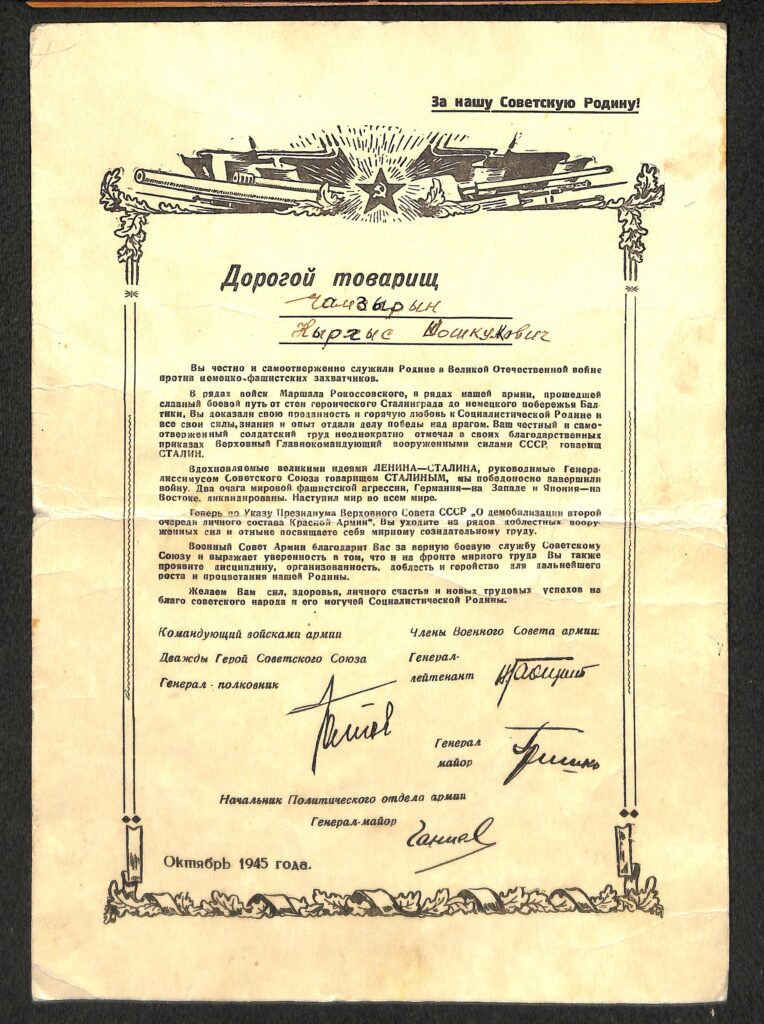 За нашу Советскую Родину!
Дорогой товарищ
Чамзырын
Ныржыс Шошкукович
Вы честно и самоотверженно служили Родине в Великой Отечественной войне
против немецко-фашистских захватчиков.
В рядах войск Маршала Рокоссовского, в рядах нашей армии, прошедшей
славный боевой путь от стен героического Сталинграда до немецкого побережья Бал-
тики, Вы доказали свою преданность и горячую любовь к Социалистической Родине и
все свои силы, знания и опыт отдали делу победы над врагом. Ваш честный и само-
отверженный солдатский труд неоднократно отмечал в своих благодарственных
приказах Верховный Главнокомандующий вооруженными силами СССР товарищ
СТАЛИН.
Вдохновляемые великими идеями ЛЕНИНА—СТАЛИНА, руководимые Генера-
лиссимусом Советского Союза товарищем СТАЛИНЫМ, мы победоносно завершили
войну. Два очага мировой фашистской агрессии, Германия—на Западе и Япония—на
Востоке, ликвидированы. Наступил мир во всем мире.
Теперь по Указу Президиума Верховного Совета СССР „О демобилизации второй
очереди личного состава Красной Армии“, Вы уходите из рядов доблестных воору-
женных сил и отныне посвящаете себя мирному созидательному труду.
Военный Совет Армии благодарит Вас за верную боевую службу Советскому
Союзу и выражает уверенность в том, что и на фронте мирного труда Вы также
проявите дисциплину, организованность, доблесть и геройство для дальнейшего
роста и процветания нашей Родины.
Желаем Вам сил, здоровья, личного счастья и новых трудовых успехов на
благо советского народа и его могучей Социалистической Родины.
Командующий войсками армии
Дважды Герой Советского Союза
Генерал - полковник
Члены Военного Совета армии:
Генерал-
лейтенант
Генерал
майор
Начальник Политического отдела армии
Генерал-майор
Октябрь 1945 года.